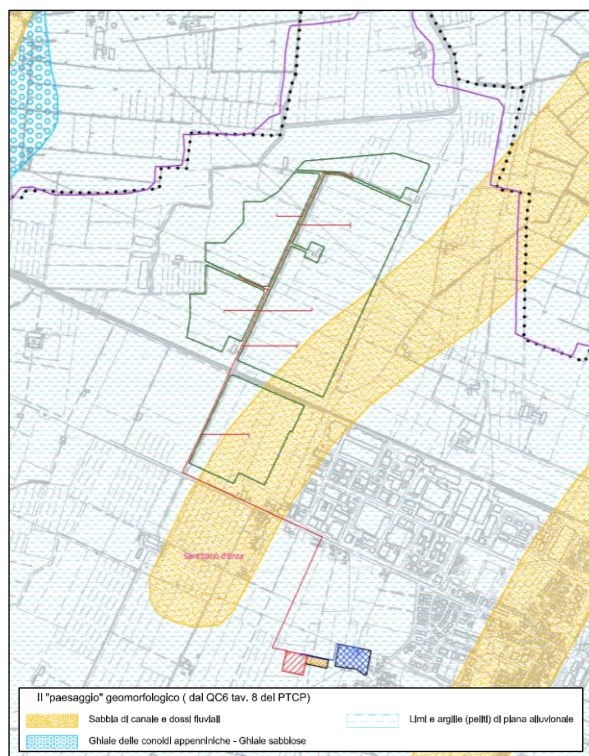 Sant'Ilario d'Enza
Il "paesaggio" geomorfologico ( dal QC6 tav. 8 del PTCP)
Sabbia di canale e dossi fluviali
Limi e argille (peliti) di piana alluvionale
Ghiaie delle conoidi appenniniche - Ghiaie sabbiose